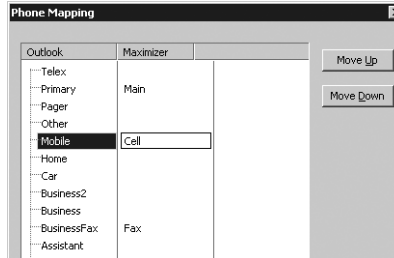 Phone Mapping
Outlook Maximizer
Telex
Primary Main
Pager
Other
Mobile Cell
Home
Car
Business2
Business
BusinessFax Fax
Assistant
Move Up
Move Down